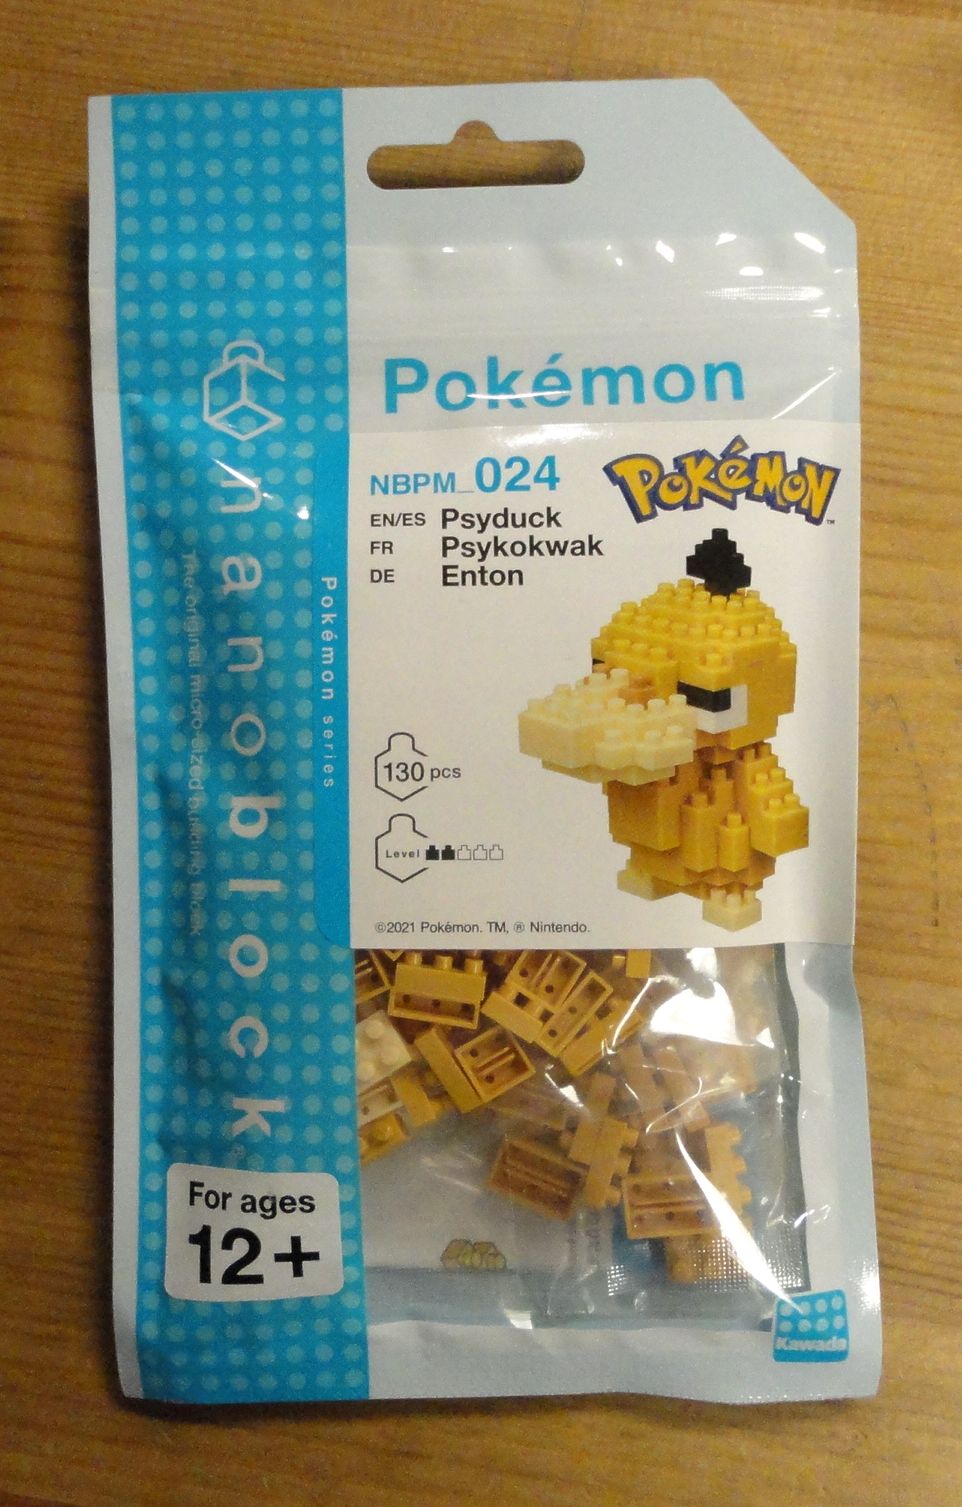 Pokémon
NBPM_024
POKÉMON™
EN/ES Psyduck
FR Psykokwak
DE Enton
130 pcs
Level
©2021 Pokémon. TM, ® Nintendo.
nanoblock
The original micro-sized building block
Pokémon series
For ages
12+
Kawada